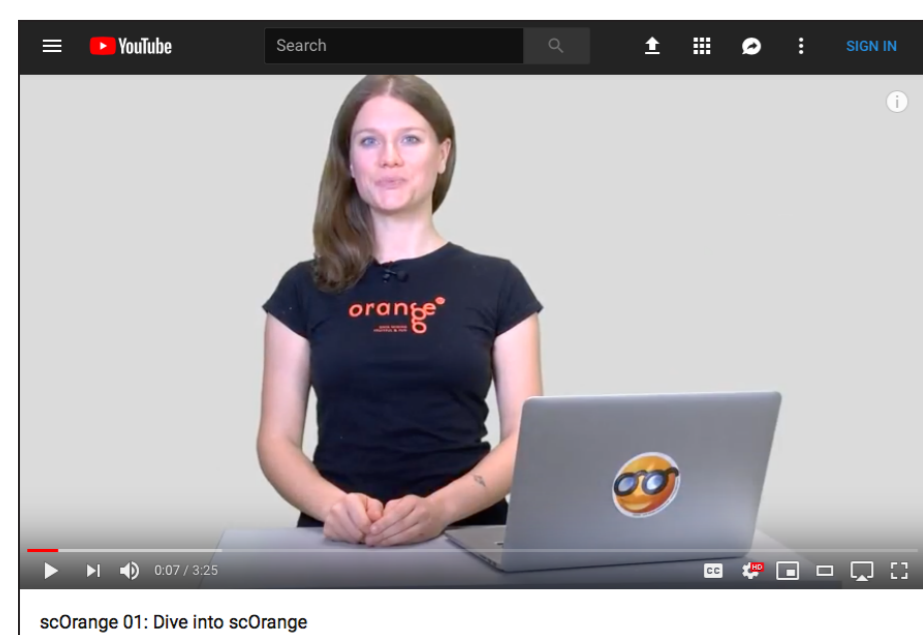 YouTube
Search
SIGN IN
i
orange
0:07 / 3:25
CC
HD
scOrange 01: Dive into scOrange